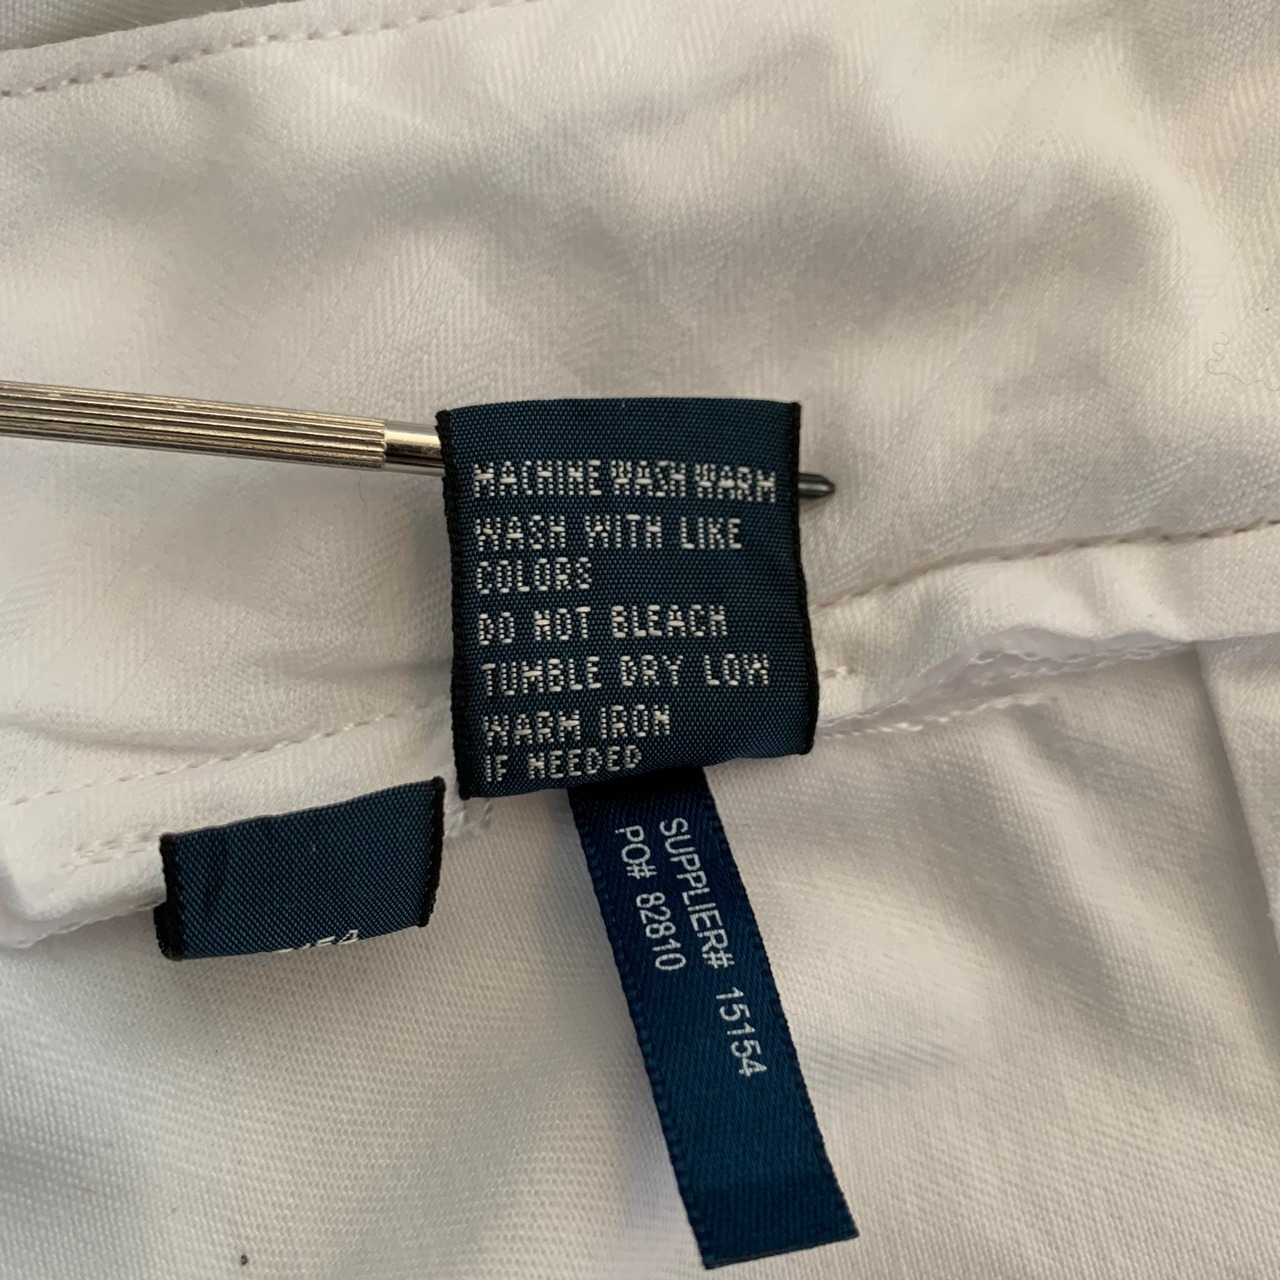 MACHINE WASH WARM
WASH WITH LIKE
COLORS
DO NOT BLEACH
TUMBLE DRY LOW
WARM IRON
IF NEEDED
SUPPLIER# 15154
PO# 82810